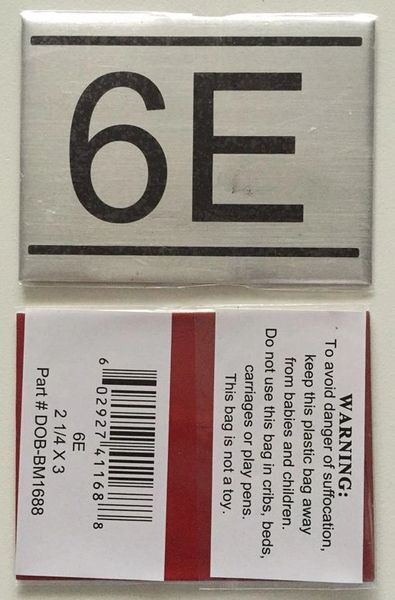 6E
WARNING:
To avoid danger of suffocation,
keep this plastic bag away
from babies and children.
Do not use this bag in cribs, beds,
carriages or play pens.
This bag is not a toy.
6 02927 41168 8
6E
2 1/4 X 3
Part # DOB-BM1688